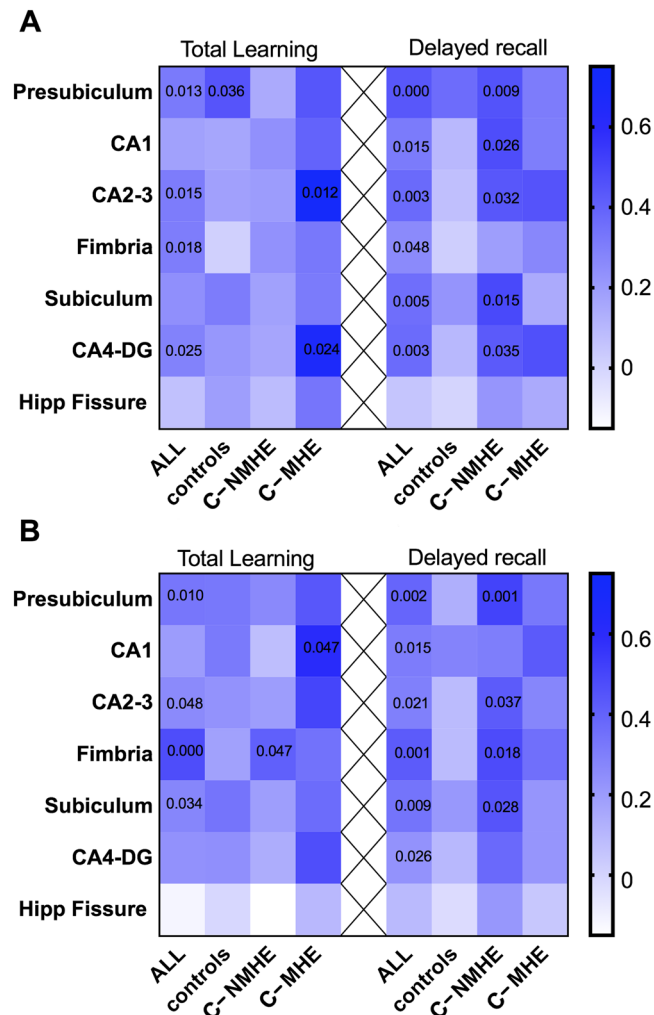 A
Total Learning Delayed recall
Presubiculum 0.013 0.036 0.000 0.009
CA1 0.015 0.026
CA2-3 0.015 0.012 0.003 0.032
Fimbria 0.018 0.048
Subiculum 0.005 0.015
CA4-DG 0.025 0.024 0.003 0.035
Hipp Fissure
ALL controls C- NMHE C- MHE ALL controls C- NMHE C- MHE
0.6
0.4
0.2
0
B
Total Learning Delayed recall
Presubiculum 0.010 0.002 0.001
CA1 0.047 0.015
CA2-3 0.048 0.021 0.037
Fimbria 0.000 0.047 0.001 0.018
Subiculum 0.034 0.009 0.028
CA4-DG 0.026
Hipp Fissure
ALL controls C- NMHE C- MHE ALL controls C- NMHE C- MHE
0.6
0.4
0.2
0